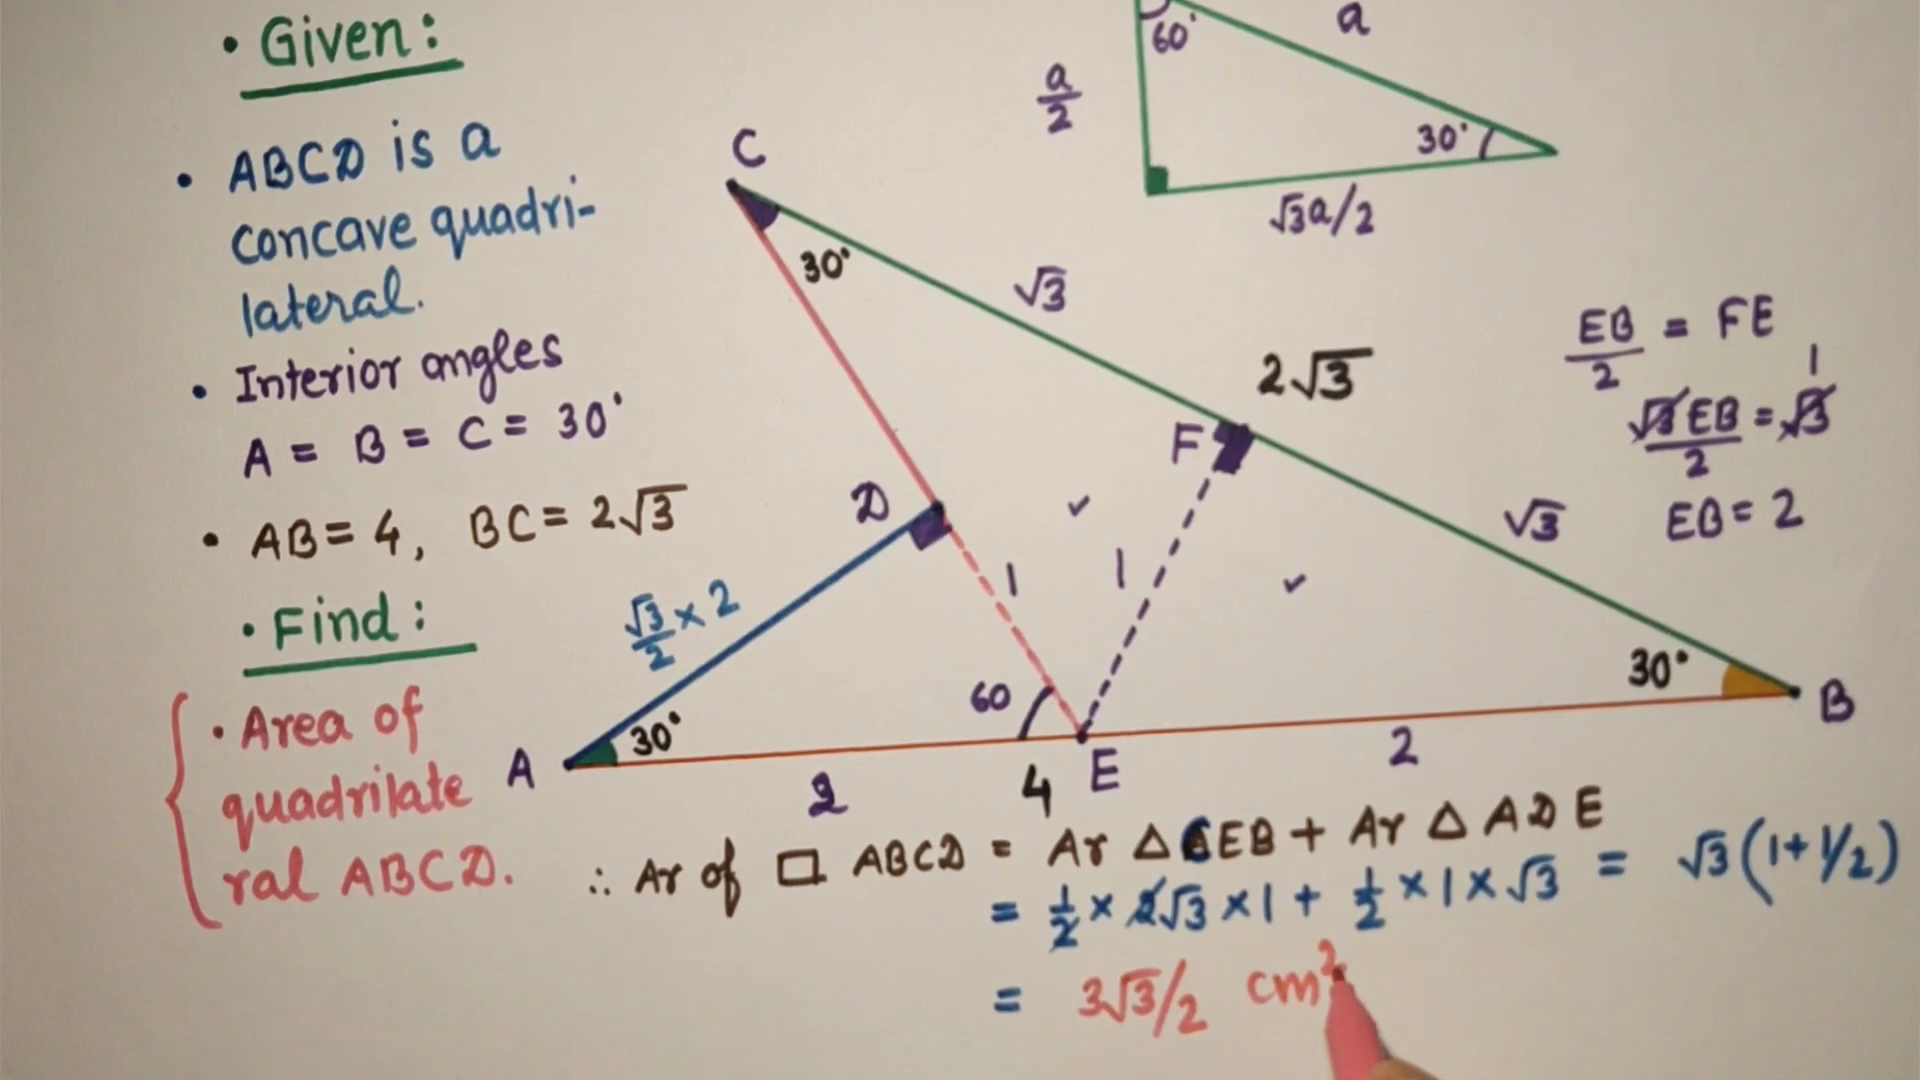 • Given:
• ABCD is a
concave quadri-
lateral.
• Interior angles
A = B = C = 30°
• AB = 4, BC = 2√3
• Find:
• Area of
quadrilate
ral ABCD.
60°
a
a/2
30°
√3a/2
C
30°
√3
2√3
F
EB/2 = FE
√3EB/2 = √3 1
EB = 2
D
√3/2 × 2
1
1
√3
60
30°
30°
A
B
2
4
E
2
∴ Ar of □ ABCD = Ar △ CEB + Ar △ ADE
= 1/2 × 2√3 × 1 + 1/2 × 1 × √3 = √3(1+1/2)
= 3√3/2 cm²